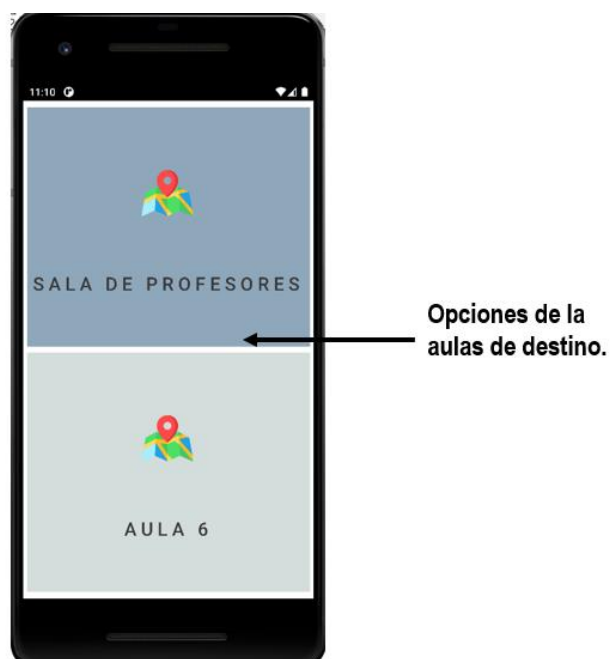 11:10
SALA DE PROFESORES
Opciones de la
aulas de destino.
AULA 6